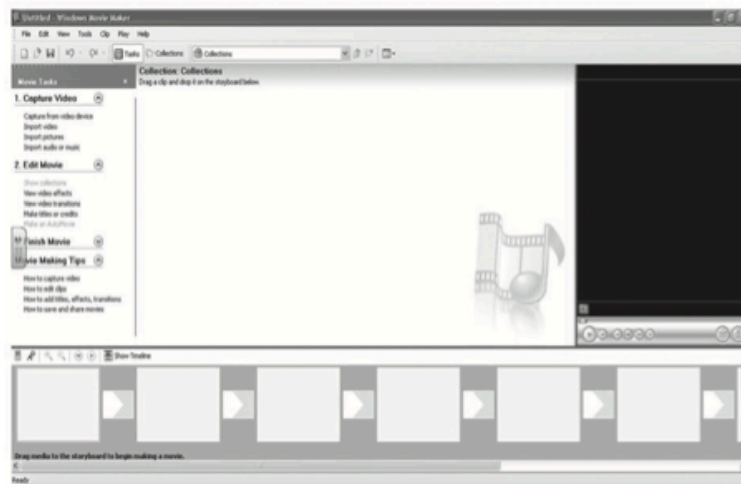 Untitled - Windows Movie Maker
File Edit View Tools Clip Play Help
Tasks Collections Collections
Movie Tasks
Collection: Collections
Drag a clip and drop it on the storyboard below.
1. Capture Video
Capture from video device
Import video
Import pictures
Import audio or music
2. Edit Movie
Show collections
View video effects
View video transitions
Make titles or credits
Make an AutoMovie
Finish Movie
Movie Making Tips
How to capture video
How to edit clips
How to add titles, effects, transitions
How to save and share movies
Show Timeline
Drag media to the storyboard to begin making a movie.
Ready